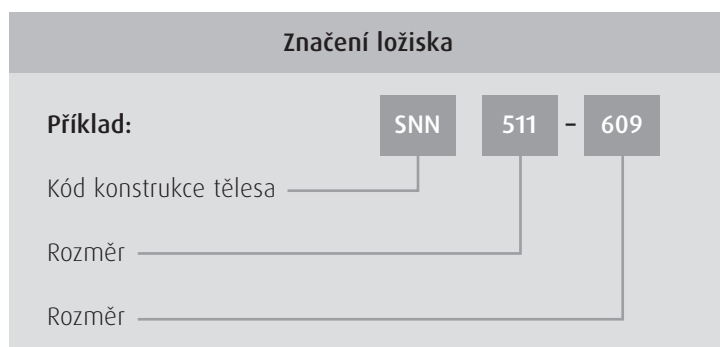 Značení ložiska
Příklad: SNN 511 – 609
Kód konstrukce tělesa
Rozměr
Rozměr